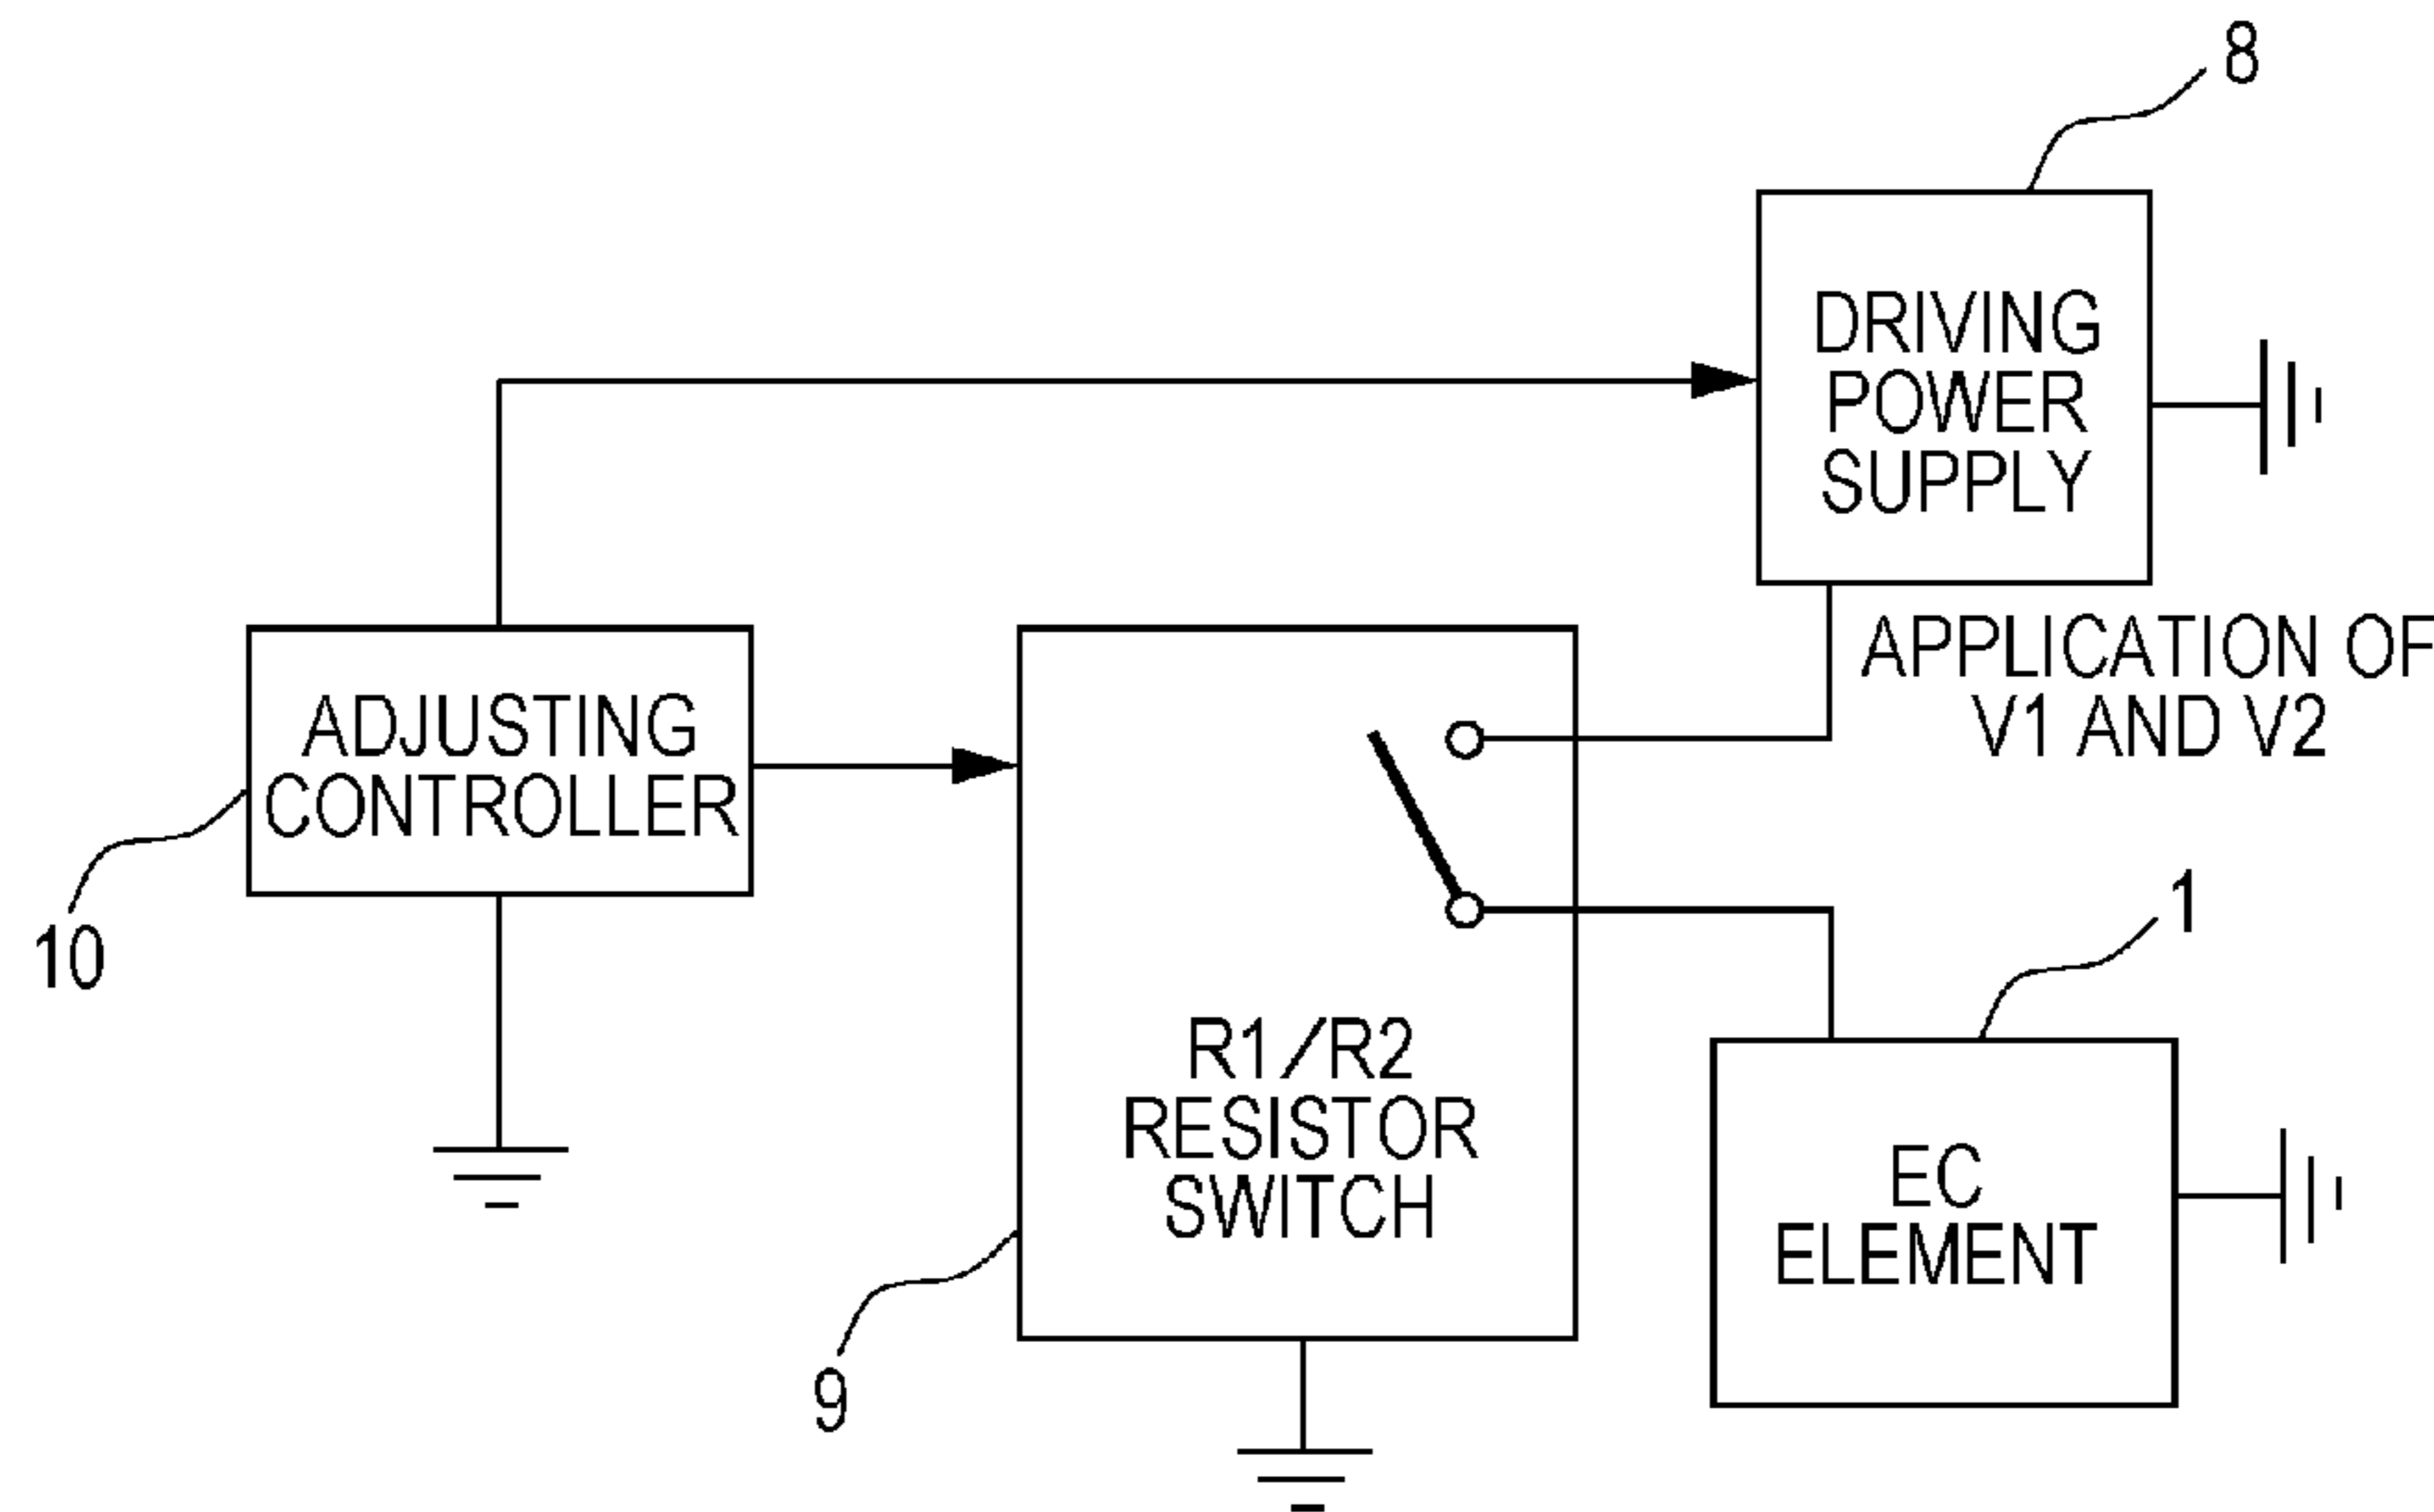 8
DRIVING
POWER
SUPPLY
APPLICATION OF
V1 AND V2
ADJUSTING
CONTROLLER
10
1
R1/R2
RESISTOR
SWITCH
EC
ELEMENT
9